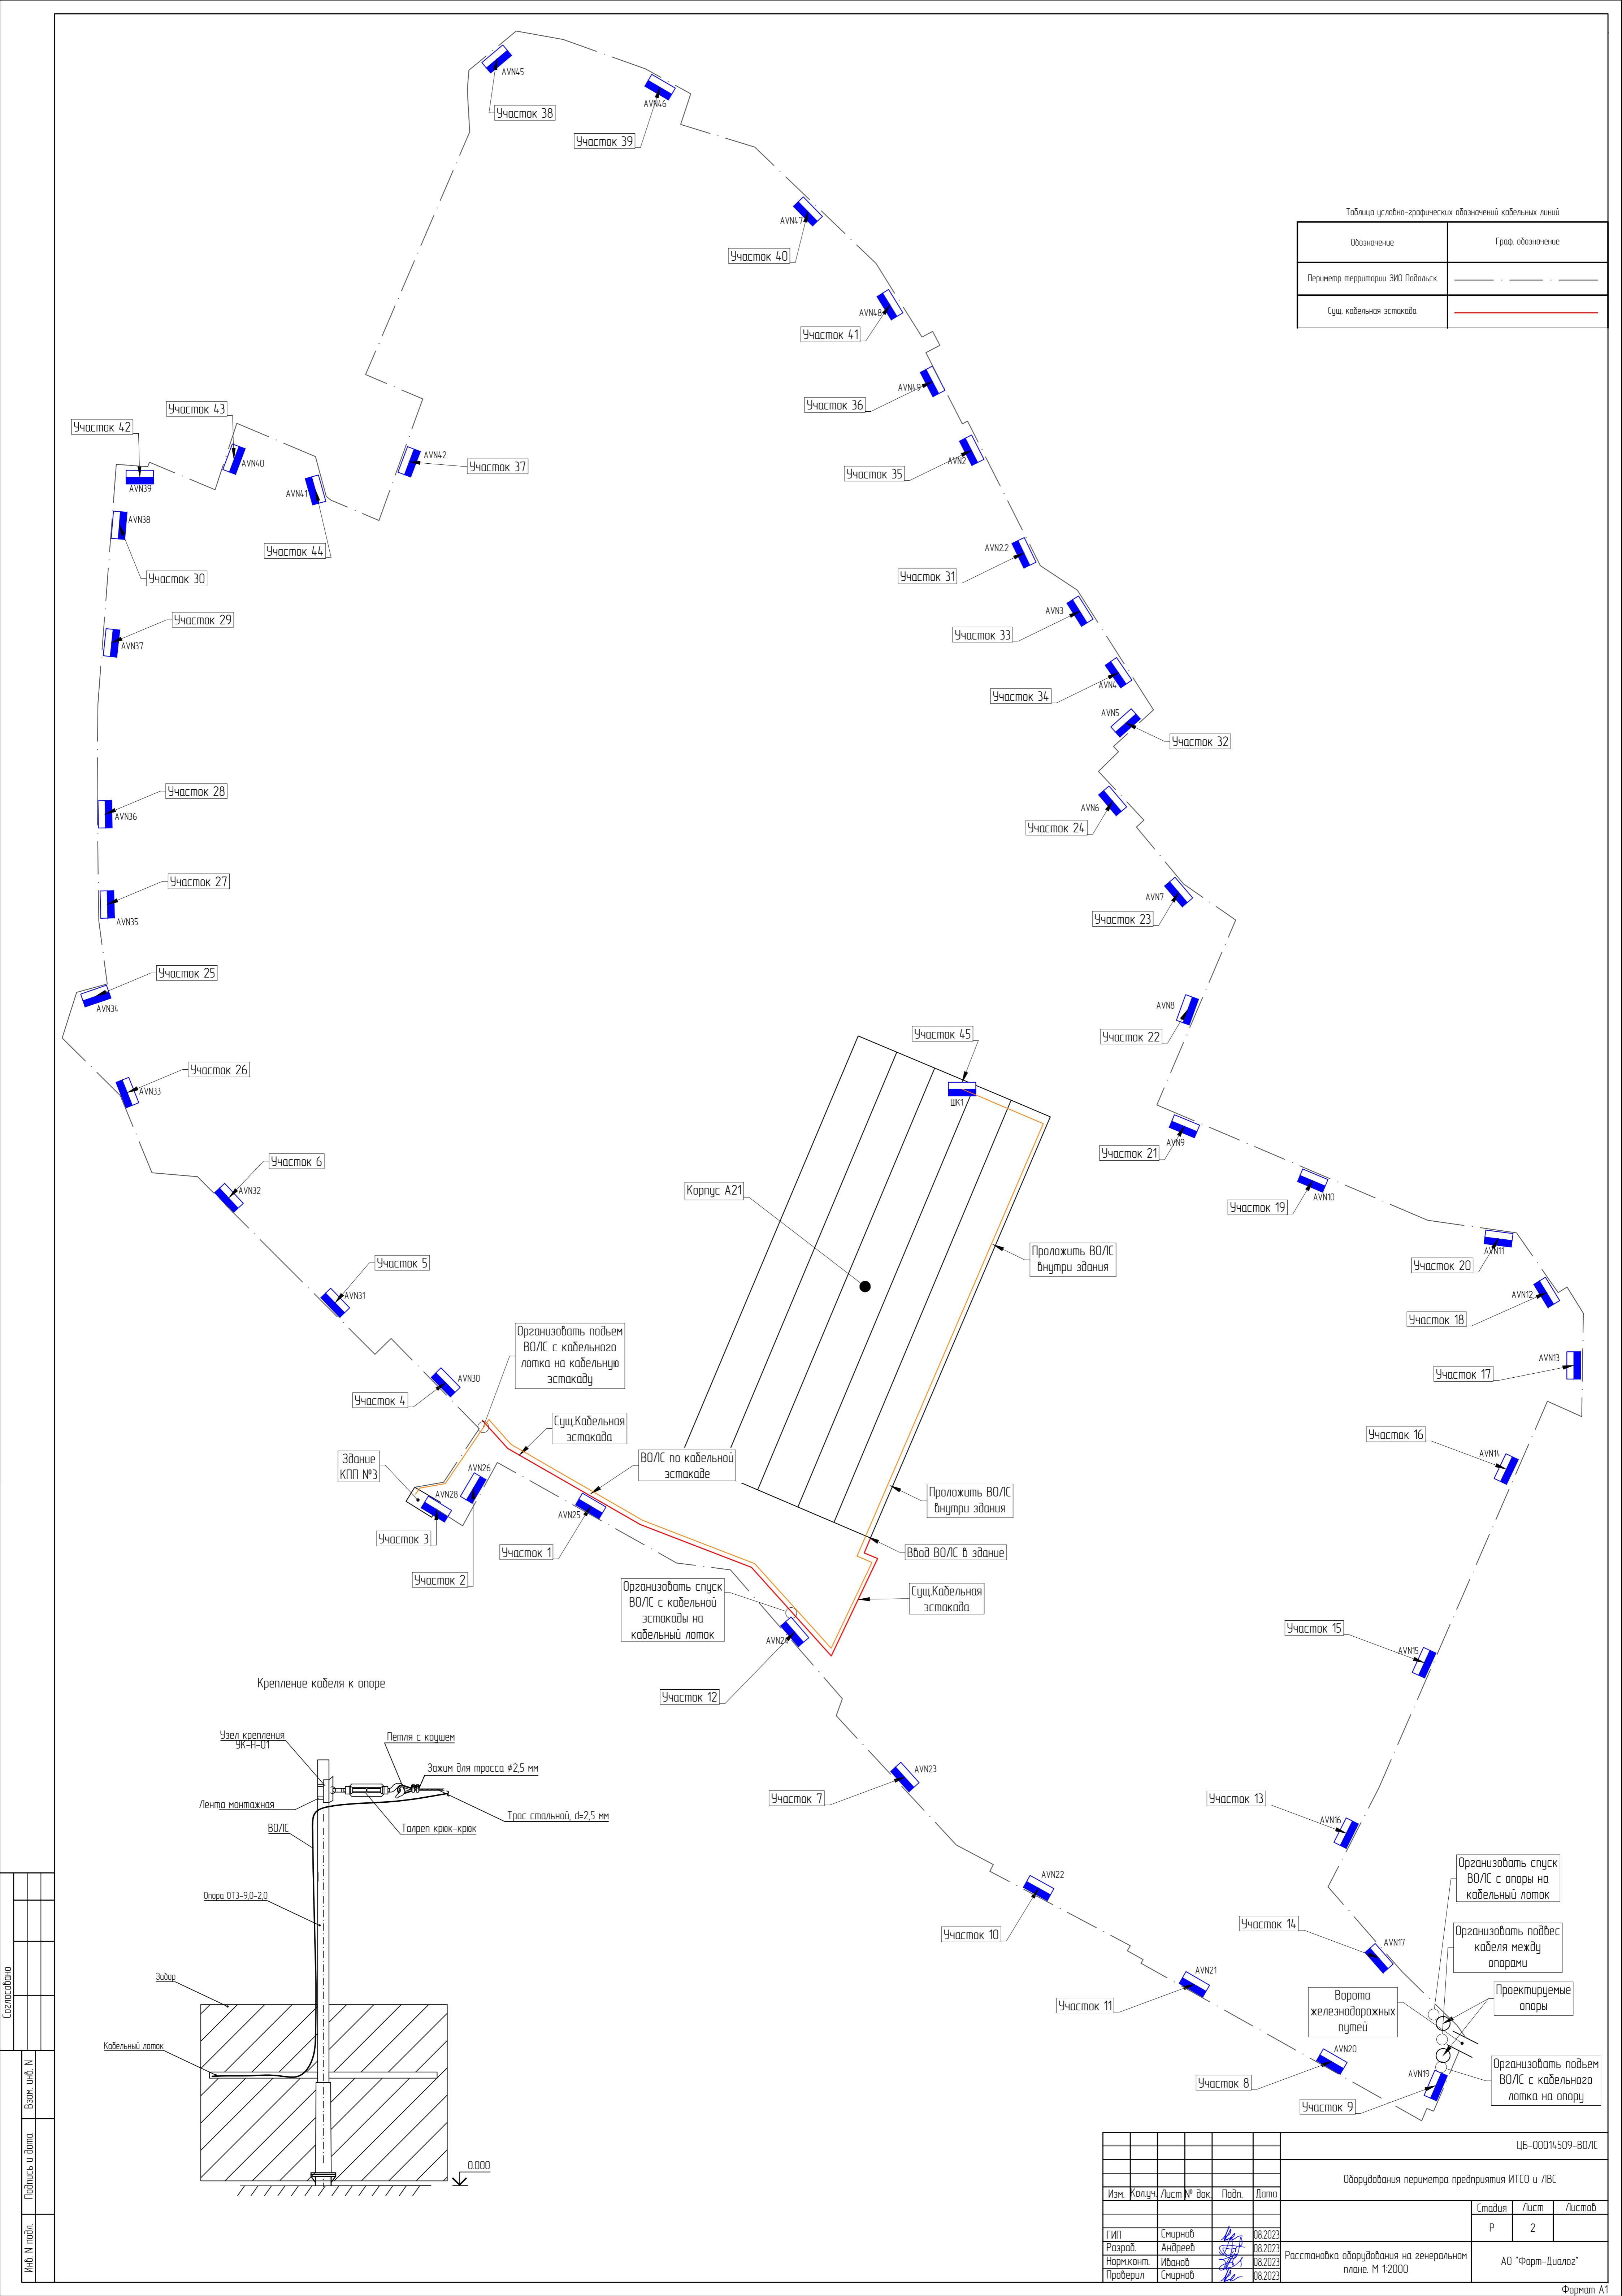 AVN45
Участок 38
AVN46
Участок 39
AVN47
Участок 40
Таблица условно-графических обозначений кабельных линий
Обозначение
Граф. обозначение
Периметр территории ЗИО Подольск
Сущ. кабельная эстакада
AVN48
Участок 41
AVN49
Участок 36
Участок 43
Участок 42
AVN40
AVN39
AVN41
AVN42
Участок 37
AVN2
Участок 35
AVN38
Участок 44
Участок 30
AVN2.2
Участок 31
Участок 29
AVN37
AVN3
Участок 33
AVN4
Участок 34
AVN5
Участок 32
Участок 28
AVN36
AVN6
Участок 24
Участок 27
AVN35
AVN7
Участок 23
Участок 25
AVN34
AVN8
Участок 22
Участок 45
ШК1
Участок 26
AVN33
AVN9
Участок 21
Участок 6
AVN32
Корпус А21
AVN10
Участок 19
Проложить ВОЛС
внутри здания
Участок 5
AVN31
AVN11
Участок 20
AVN12
Участок 18
Организовать подъем
ВОЛС с кабельного
лотка на кабельную
эстакаду
AVN13
Участок 17
AVN30
Участок 4
Сущ.Кабельная
эстакада
Участок 16
AVN14
Здание
КПП №3
AVN26
ВОЛС по кабельной
эстакаде
AVN28
Проложить ВОЛС
внутри здания
AVN25
Участок 3
Участок 1
Ввод ВОЛС в здание
Участок 2
Организовать спуск
ВОЛС с кабельной
эстакады на
кабельный лоток
Сущ.Кабельная
эстакада
AVN24
Участок 15
AVN15
Участок 12
Крепление кабеля к опоре
Узел крепления
УК-Н-01
Петля с коушем
Зажим для тросса ϕ2,5 мм
Лента монтажная
Трос стальной, d=2,5 мм
ВОЛС
Талреп крюк-крюк
Опора ОТ3-9,0-2,0
Забор
Кабельный лоток
0.000
AVN23
Участок 7
Участок 13
AVN16
AVN22
Участок 10
Организовать спуск
ВОЛС с опоры на
кабельный лоток
Участок 14
AVN17
Организовать подвес
кабеля между
опорами
AVN21
Участок 11
Ворота
железнодорожных
путей
Проектируемые
опоры
AVN20
Участок 8
AVN19
Участок 9
Организовать подъем
ВОЛС с кабельного
лотка на опору
Согласовано
Взам. инв. N
Подпись и дата
Инв. N подл.
ЦБ-00014509-ВОЛС
Оборудования периметра предприятия ИТСО и ЛВС
Изм. Кол.уч. Лист № док. Подп. Дата
Стадия Лист Листов
Р 2
ГИП Смирнов 08.2023
Разраб. Андреев 08.2023
Норм.конт. Иванов 08.2023
Проверил Смирнов 08.2023
Расстановка оборудования на генеральном
плане. М 1:2000
АО "Форт-Диалог"
Формат А1